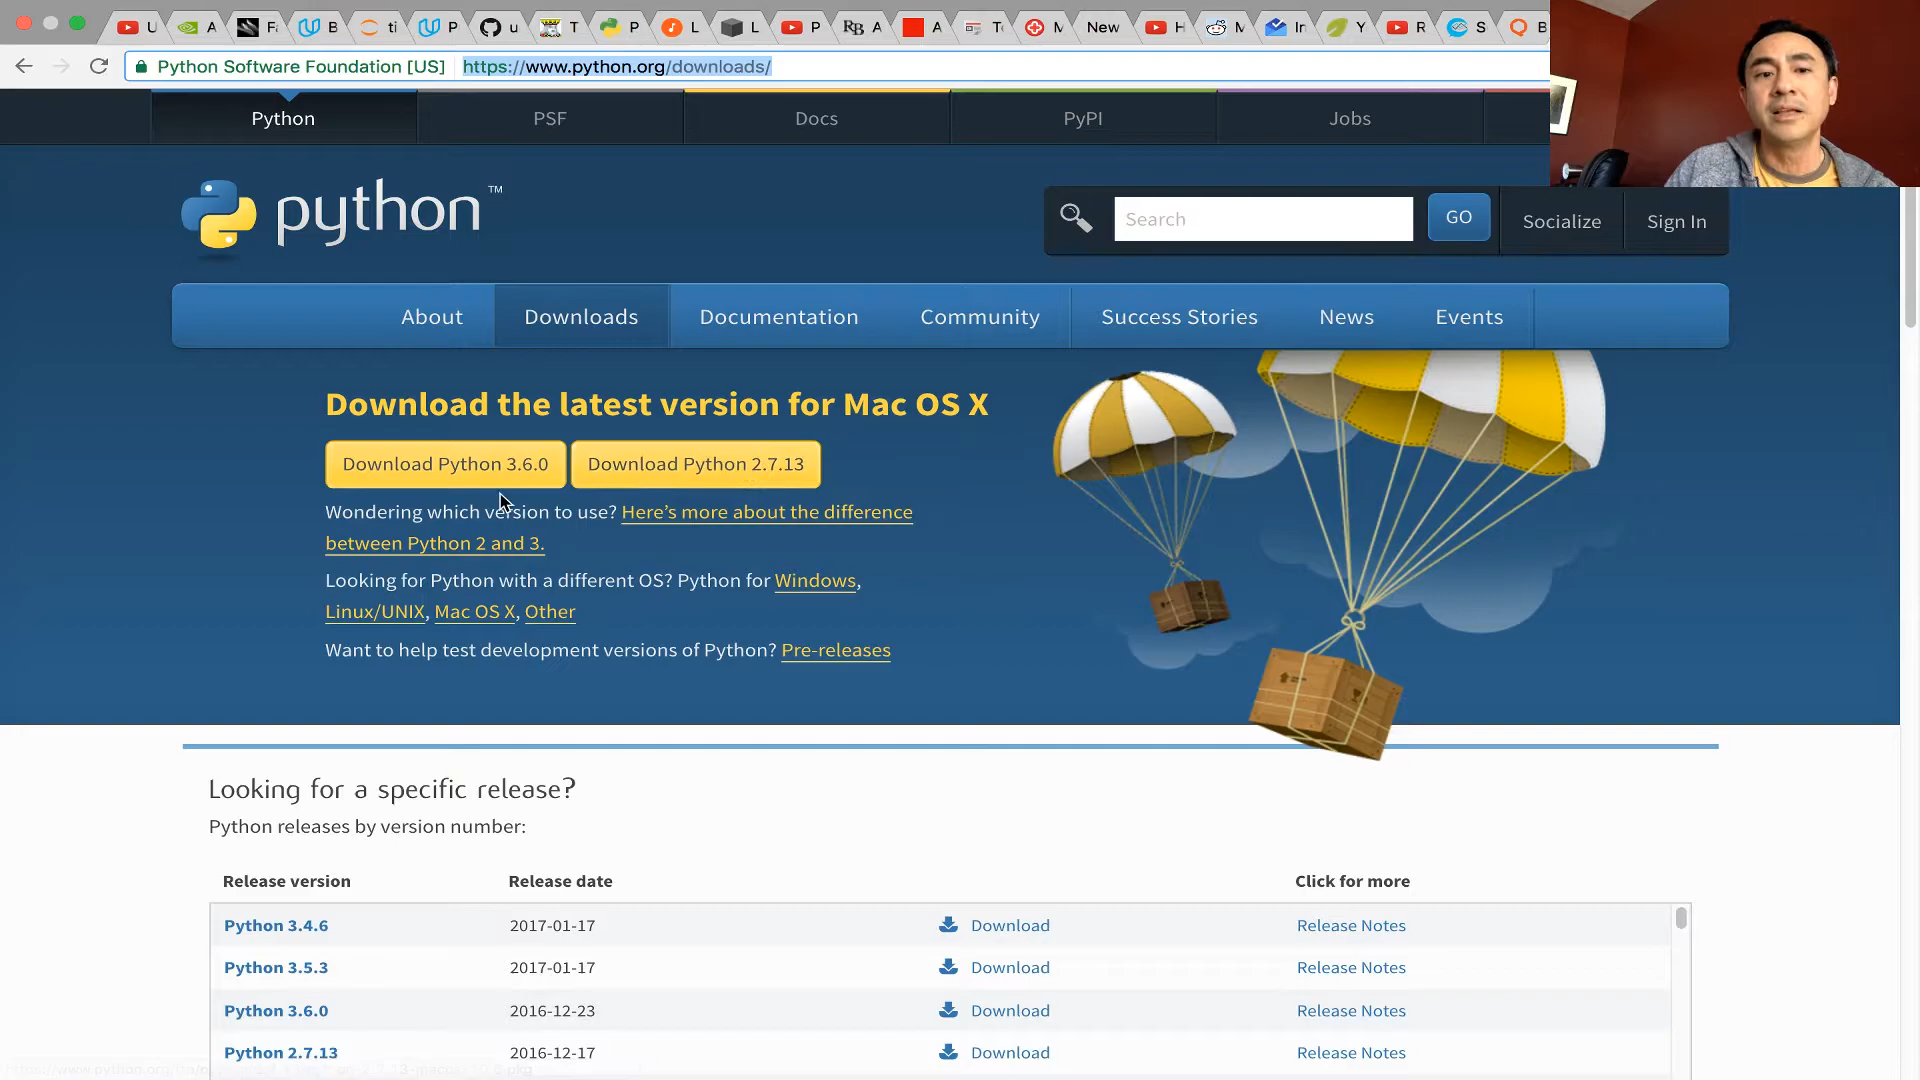 U A Fa B ti P u T P L L P A A To M New H M In Y R S B
Python Software Foundation [US] https://www.python.org/downloads/
Python PSF Docs PyPI Jobs
python™
Search GO Socialize Sign In
About Downloads Documentation Community Success Stories News Events
Download the latest version for Mac OS X
Download Python 3.6.0 Download Python 2.7.13
Wondering which version to use? Here’s more about the difference
between Python 2 and 3.
Looking for Python with a different OS? Python for Windows,
Linux/UNIX, Mac OS X, Other
Want to help test development versions of Python? Pre-releases
Looking for a specific release?
Python releases by version number:
Release version Release date Click for more
Python 3.4.6 2017-01-17 Download Release Notes
Python 3.5.3 2017-01-17 Download Release Notes
Python 3.6.0 2016-12-23 Download Release Notes
Python 2.7.13 2016-12-17 Download Release Notes